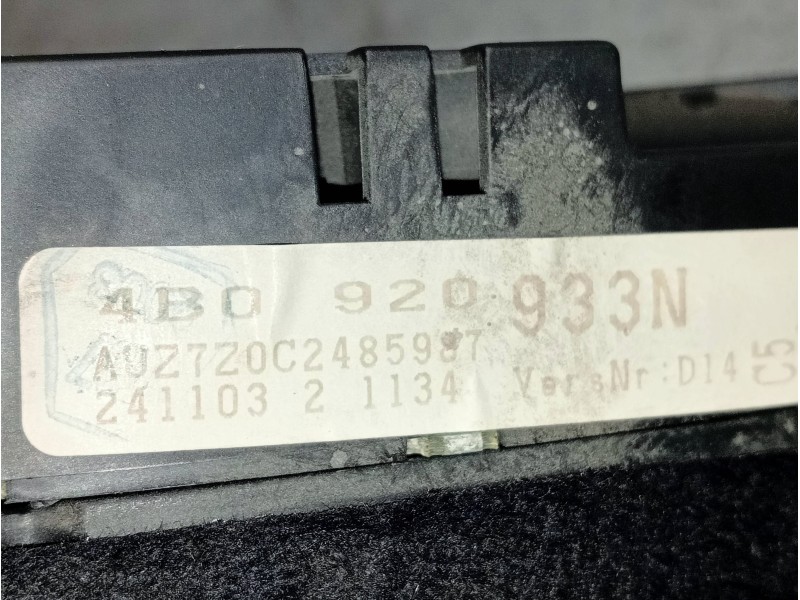 4B0 920 933N
AUZ7Z0C2485987
241103 2 1134 VersNr:D14
C5